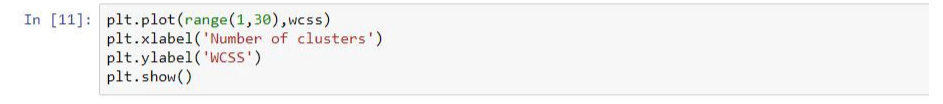 In [11]: plt.plot(range(1,30),wcss)
plt.xlabel('Number of clusters')
plt.ylabel('WCSS')
plt.show()